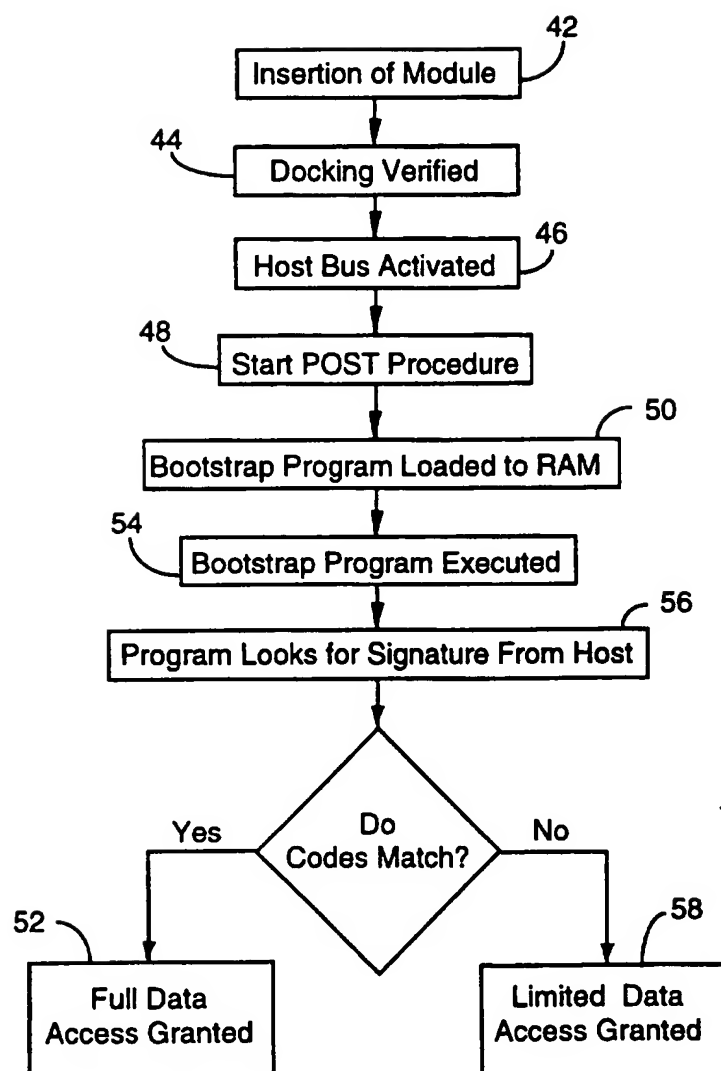 42
Insertion of Module
44
Docking Verified
46
Host Bus Activated
48
Start POST Procedure
50
Bootstrap Program Loaded to RAM
54
Bootstrap Program Executed
56
Program Looks for Signature From Host
Do
Codes Match?
Yes
No
52
58
Full Data
Access Granted
Limited Data
Access Granted